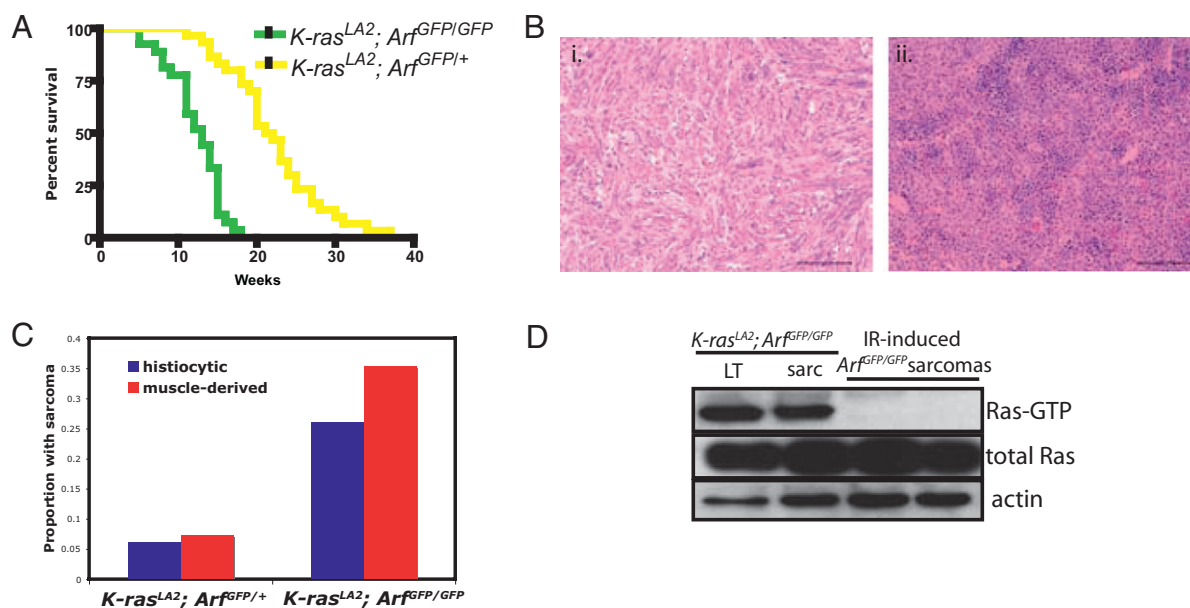 A
K-ras^LA2; Arf^GFP/GFP
K-ras^LA2; Arf^GFP/+
Percent survival
100
75
50
25
0
0 10 20 30 40
Weeks
B
i.
ii.
C
histiocytic
muscle-derived
Proportion with sarcoma
0.4
0.35
0.3
0.25
0.2
0.15
0.1
0.05
0
K-ras^LA2; Arf^GFP/+ K-ras^LA2; Arf^GFP/GFP
D
K-ras^LA2; Arf^GFP/GFP
IR-induced
Arf^GFP/GFP sarcomas
LT sarc
Ras-GTP
total Ras
actin